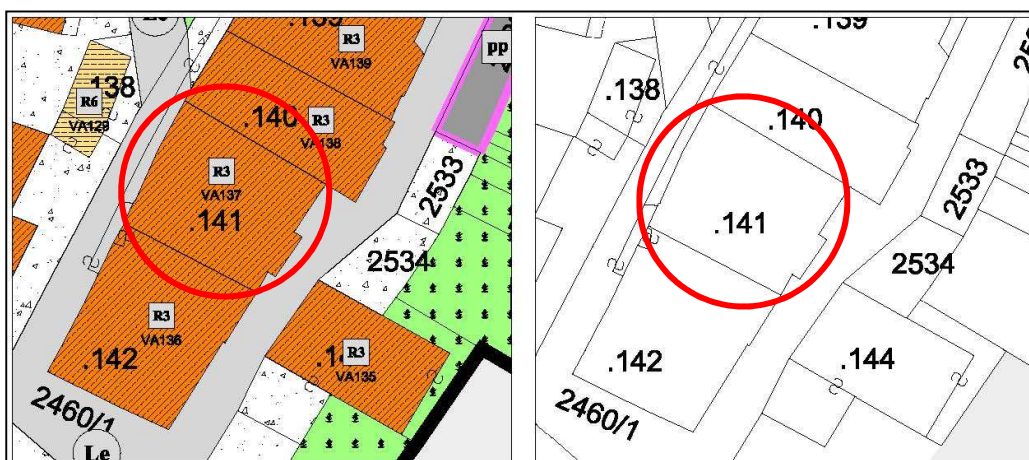 .139
R3
VA139
pp
138
R6
VA129
.140
R3
VA138
R3
VA137
.141
2533
2534
R3
VA136
.142
R3
VA135
2460/1
Le
.139
.138
.140
2533
.141
2534
.142
.144
2460/1